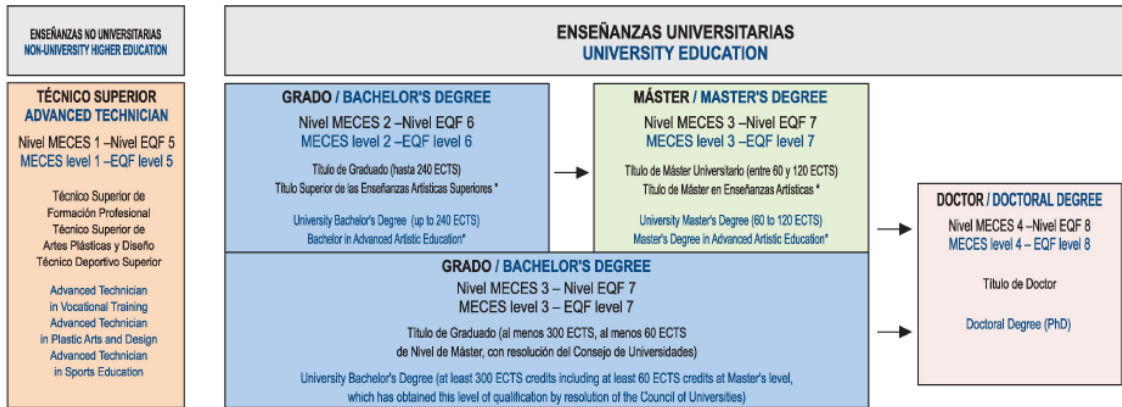 ENSEÑANZAS NO UNIVERSITARIAS
NON-UNIVERSITY HIGHER EDUCATION
ENSEÑANZAS UNIVERSITARIAS
UNIVERSITY EDUCATION
TÉCNICO SUPERIOR
ADVANCED TECHNICIAN
Nivel MECES 1 –Nivel EQF 5
MECES level 1 –EQF level 5
Técnico Superior de
Formación Profesional
Técnico Superior de
Artes Plásticas y Diseño
Técnico Deportivo Superior
Advanced Technician
in Vocational Training
Advanced Technician
in Plastic Arts and Design
Advanced Technician
in Sports Education
GRADO / BACHELOR'S DEGREE
Nivel MECES 2 –Nivel EQF 6
MECES level 2 –EQF level 6
Título de Graduado (hasta 240 ECTS)
Título Superior de las Enseñanzas Artísticas Superiores *
University Bachelor's Degree (up to 240 ECTS)
Bachelor in Advanced Artistic Education*
MÁSTER / MASTER'S DEGREE
Nivel MECES 3 –Nivel EQF 7
MECES level 3 –EQF level 7
Título de Máster Universitario (entre 60 y 120 ECTS)
Título de Máster en Enseñanzas Artísticas *
University Master's Degree (60 to 120 ECTS)
Master's Degree in Advanced Artistic Education*
GRADO / BACHELOR'S DEGREE
Nivel MECES 3 – Nivel EQF 7
MECES level 3 – EQF level 7
Título de Graduado (al menos 300 ECTS, al menos 60 ECTS
de Nivel de Máster, con resolución del Consejo de Universidades)
University Bachelor's Degree (at least 300 ECTS credits including at least 60 ECTS credits at Master's level,
which has obtained this level of qualification by resolution of the Council of Universities)
DOCTOR / DOCTORAL DEGREE
Nivel MECES 4 –Nivel EQF 8
MECES level 4 – EQF level 8
Título de Doctor
Doctoral Degree (PhD)